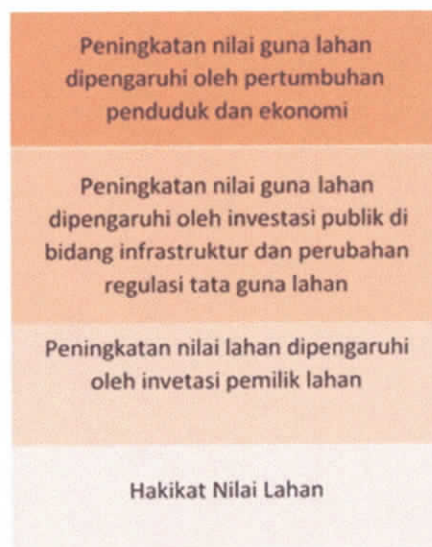 Peningkatan nilai guna lahan
dipengaruhi oleh pertumbuhan
penduduk dan ekonomi
Peningkatan nilai guna lahan
dipengaruhi oleh investasi publik di
bidang infrastruktur dan perubahan
regulasi tata guna lahan
Peningkatan nilai lahan dipengaruhi
oleh invetasi pemilik lahan
Hakikat Nilai Lahan